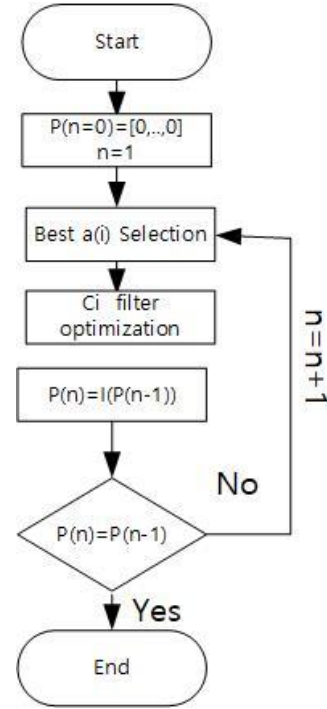 Start
P(n=0)=[0,..,0]
n=1
Best a(i) Selection
Ci filter
optimization
n=n+1
P(n)=I(P(n-1))
No
P(n)=P(n-1)
Yes
End